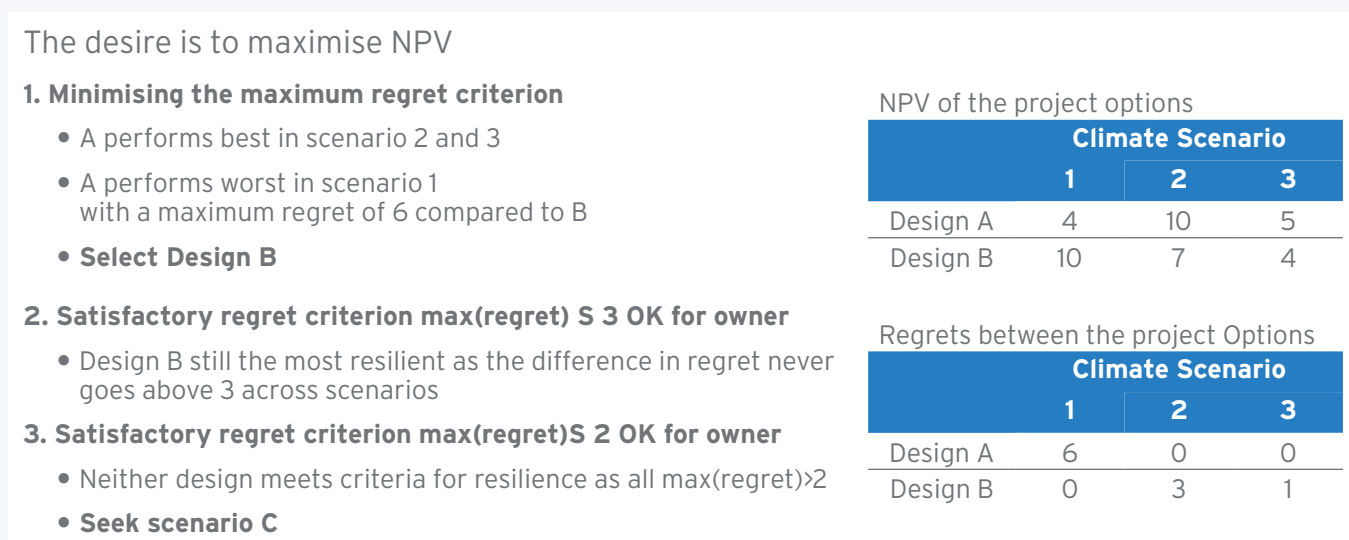 The desire is to maximise NPV
1. Minimising the maximum regret criterion
• A performs best in scenario 2 and 3
• A performs worst in scenario 1
with a maximum regret of 6 compared to B
• Select Design B
2. Satisfactory regret criterion max(regret) S 3 OK for owner
• Design B still the most resilient as the difference in regret never
goes above 3 across scenarios
3. Satisfactory regret criterion max(regret)S 2 OK for owner
• Neither design meets criteria for resilience as all max(regret)>2
• Seek scenario C
NPV of the project options
Climate Scenario
1 2 3
Design A 4 10 5
Design B 10 7 4
Regrets between the project Options
Climate Scenario
1 2 3
Design A 6 0 0
Design B 0 3 1